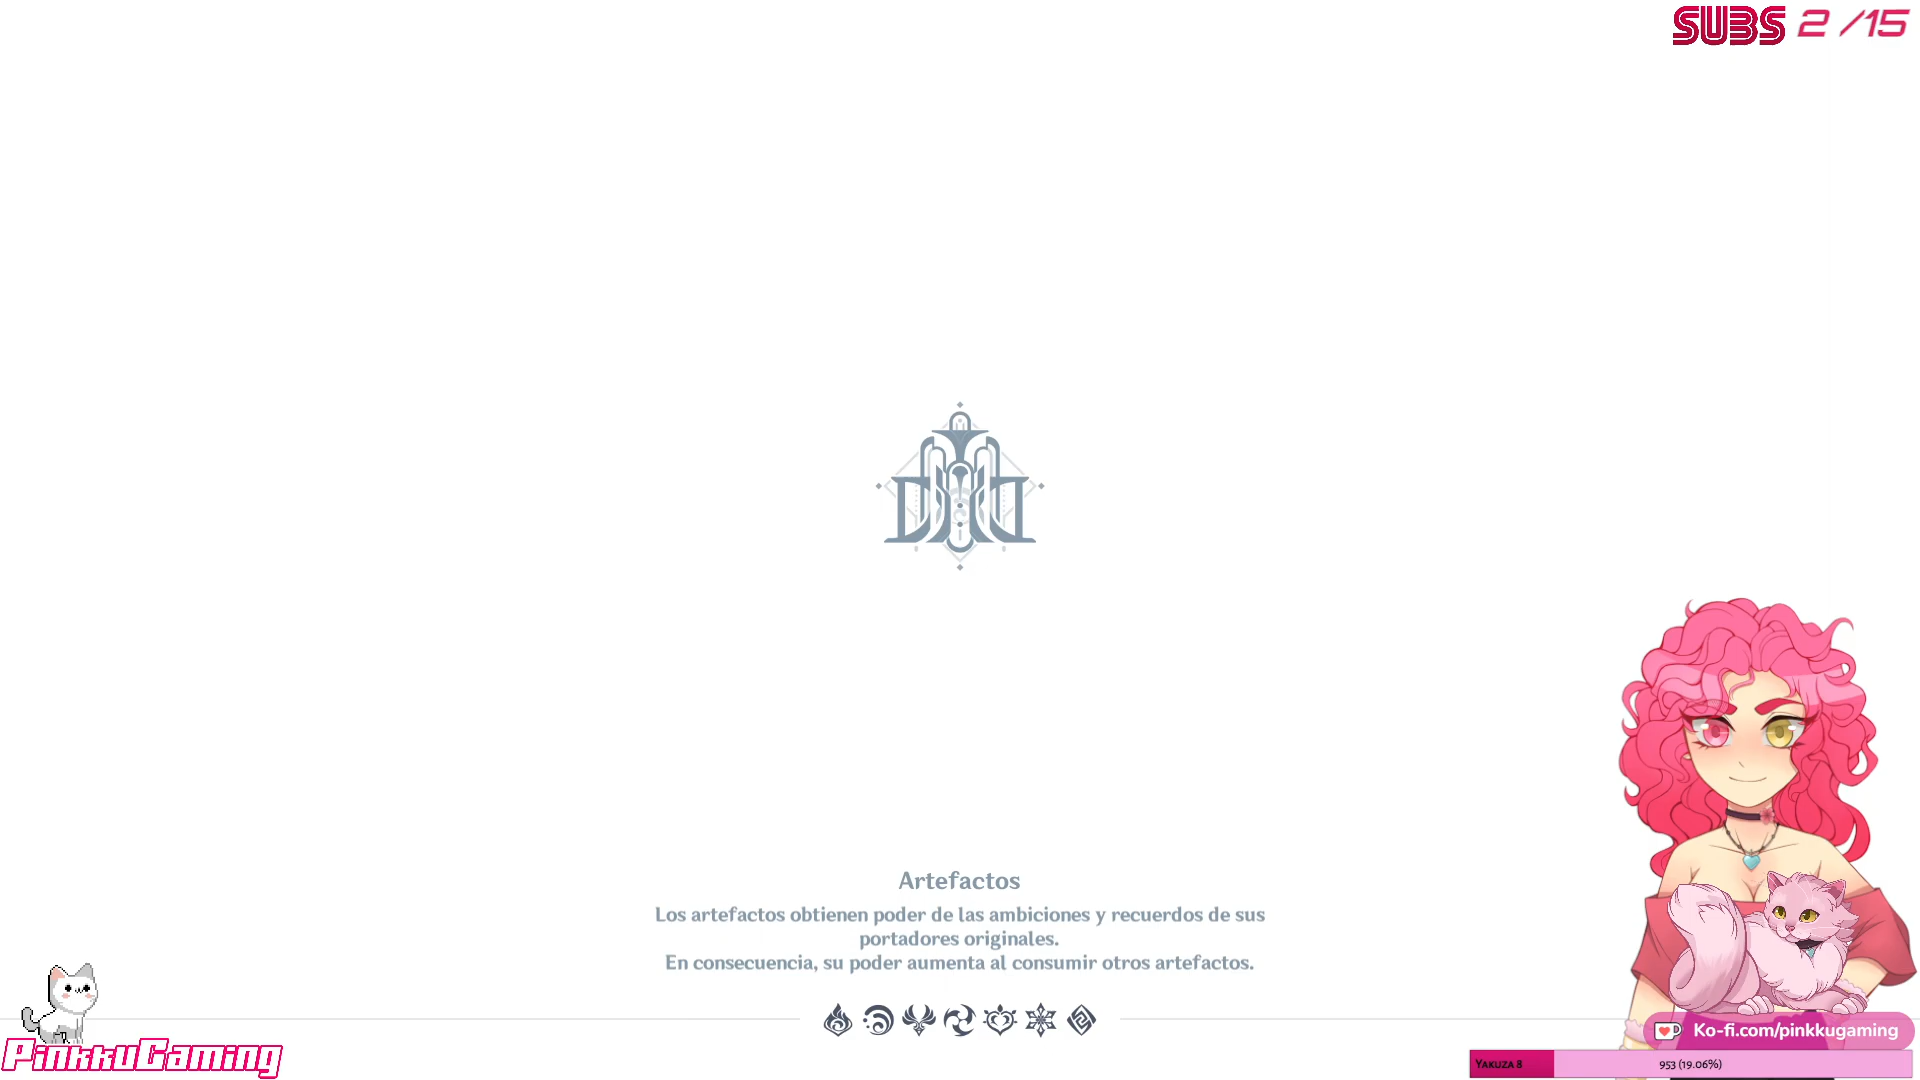 SUBS 2 /15
Artefactos
Los artefactos obtienen poder de las ambiciones y recuerdos de sus
portadores originales.
En consecuencia, su poder aumenta al consumir otros artefactos.
PinkkuGaming
Ko-fi.com/pinkkugaming
YAKUZA 8 953 (19.06%)